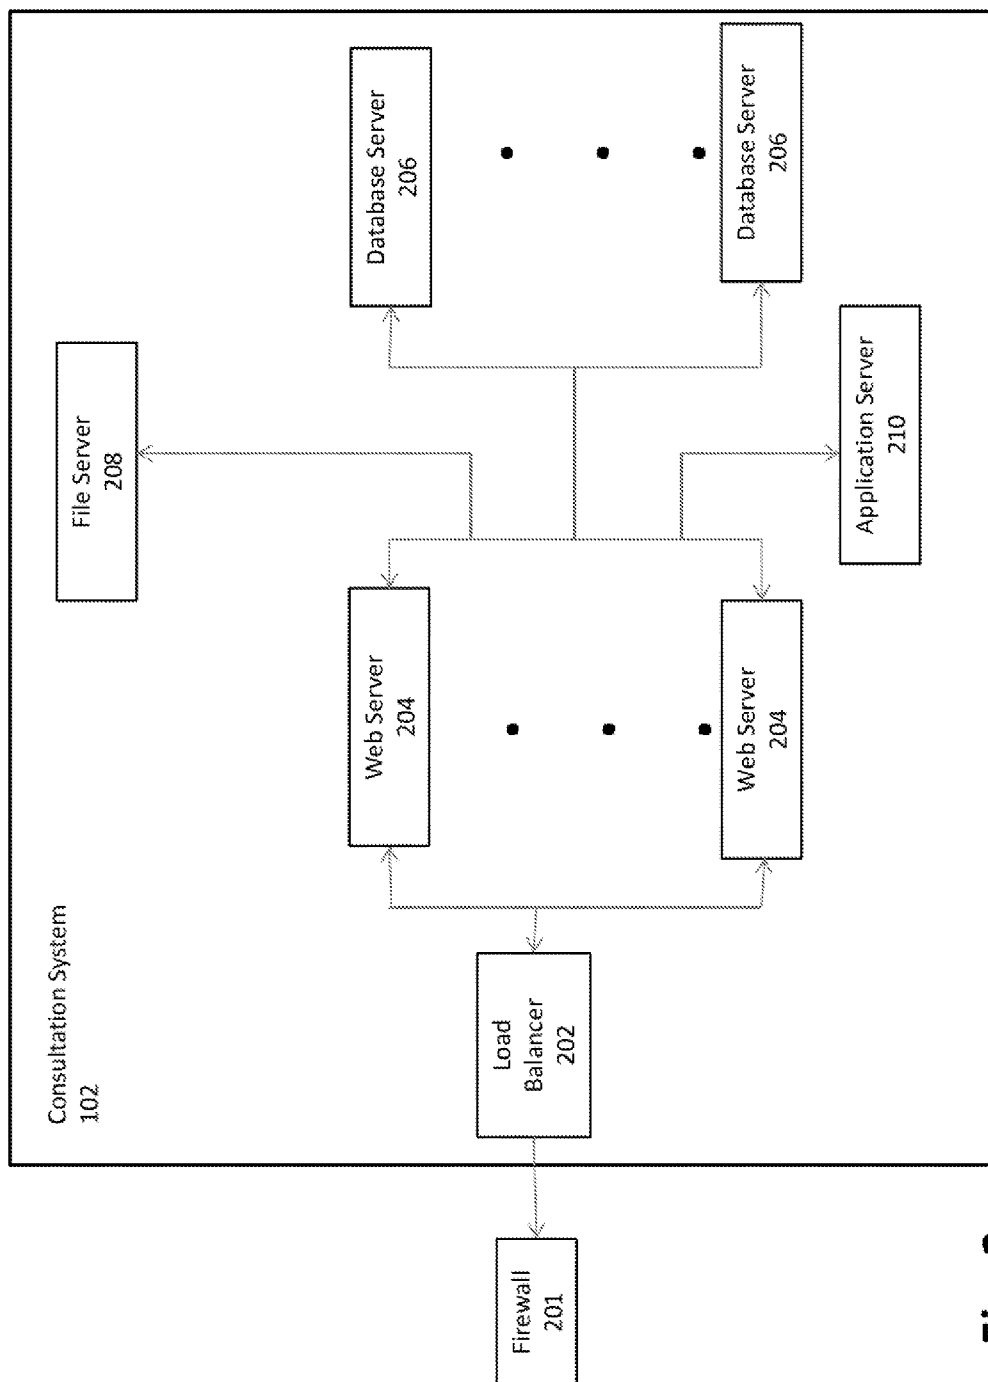 Consultation System
102
Firewall
201
Load
Balancer
202
Web Server
204
Web Server
204
File Server
208
Application Server
210
Database Server
206
Database Server
206